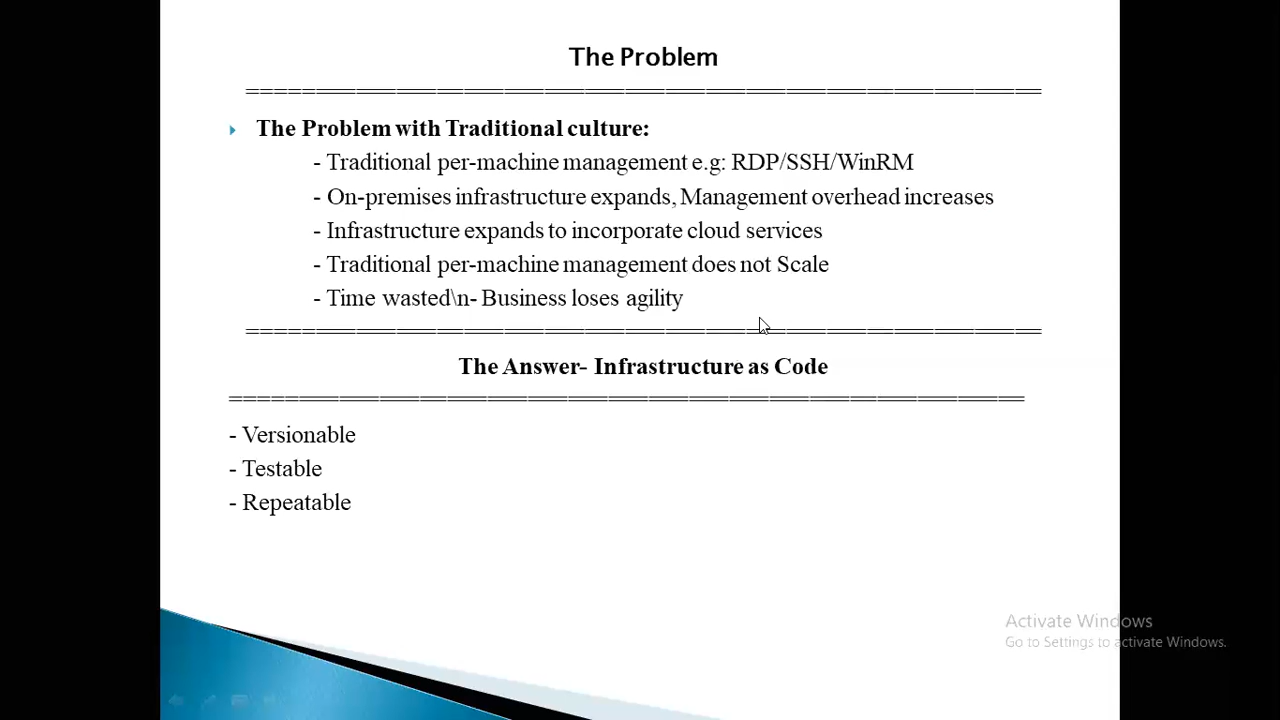 The Problem
===========================================================
The Problem with Traditional culture:
- Traditional per-machine management e.g: RDP/SSH/WinRM
- On-premises infrastructure expands, Management overhead increases
- Infrastructure expands to incorporate cloud services
- Traditional per-machine management does not Scale
- Time wasted\n- Business loses agility
===========================================================
The Answer- Infrastructure as Code
===========================================================
- Versionable
- Testable
- Repeatable
Activate Windows
Go to Settings to activate Windows.